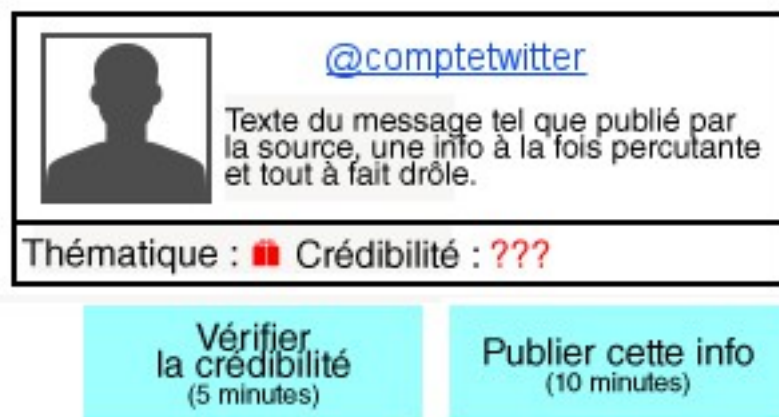 @comptetwitter
Texte du message tel que publié par
la source, une info à la fois percutante
et tout à fait drôle.
Thématique : Crédibilité : ???
Vérifier
la crédibilité
(5 minutes)
Publier cette info
(10 minutes)